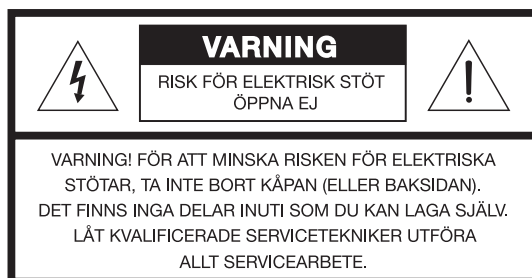 VARNING
RISK FÖR ELEKTRISK STÖT
ÖPPNA EJ
VARNING! FÖR ATT MINSKA RISKEN FÖR ELEKTRISKA
STÖTAR, TA INTE BORT KÅPAN (ELLER BAKSIDAN).
DET FINNS INGA DELAR INUTI SOM DU KAN LAGA SJÄLV.
LÅT KVALIFICERADE SERVICETEKNIKER UTFÖRA
ALLT SERVICEARBETE.